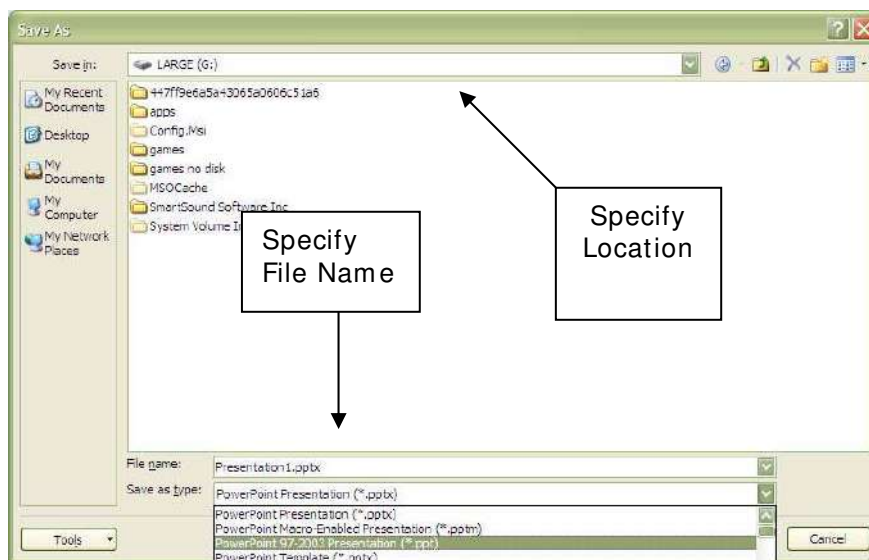 Save As
Save in:
LARGE (G:)
My Recent
Documents
Desktop
My
Documents
My
Computer
My Network
Places
447ff9e6a5a43065a0606c51a6
apps
Config.Msi
games
games no disk
MSOCache
SmartSound Software Inc
System Volume
Specify
File Name
Specify
Location
File name:
Presentation1.pptx
Save as type:
PowerPoint Presentation (*.pptx)
PowerPoint Presentation (*.pptx)
PowerPoint Macro-Enabled Presentation (*.pptm)
PowerPoint 97-2003 Presentation (*.ppt)
PowerPoint Template (*.potx)
Tools
Cancel